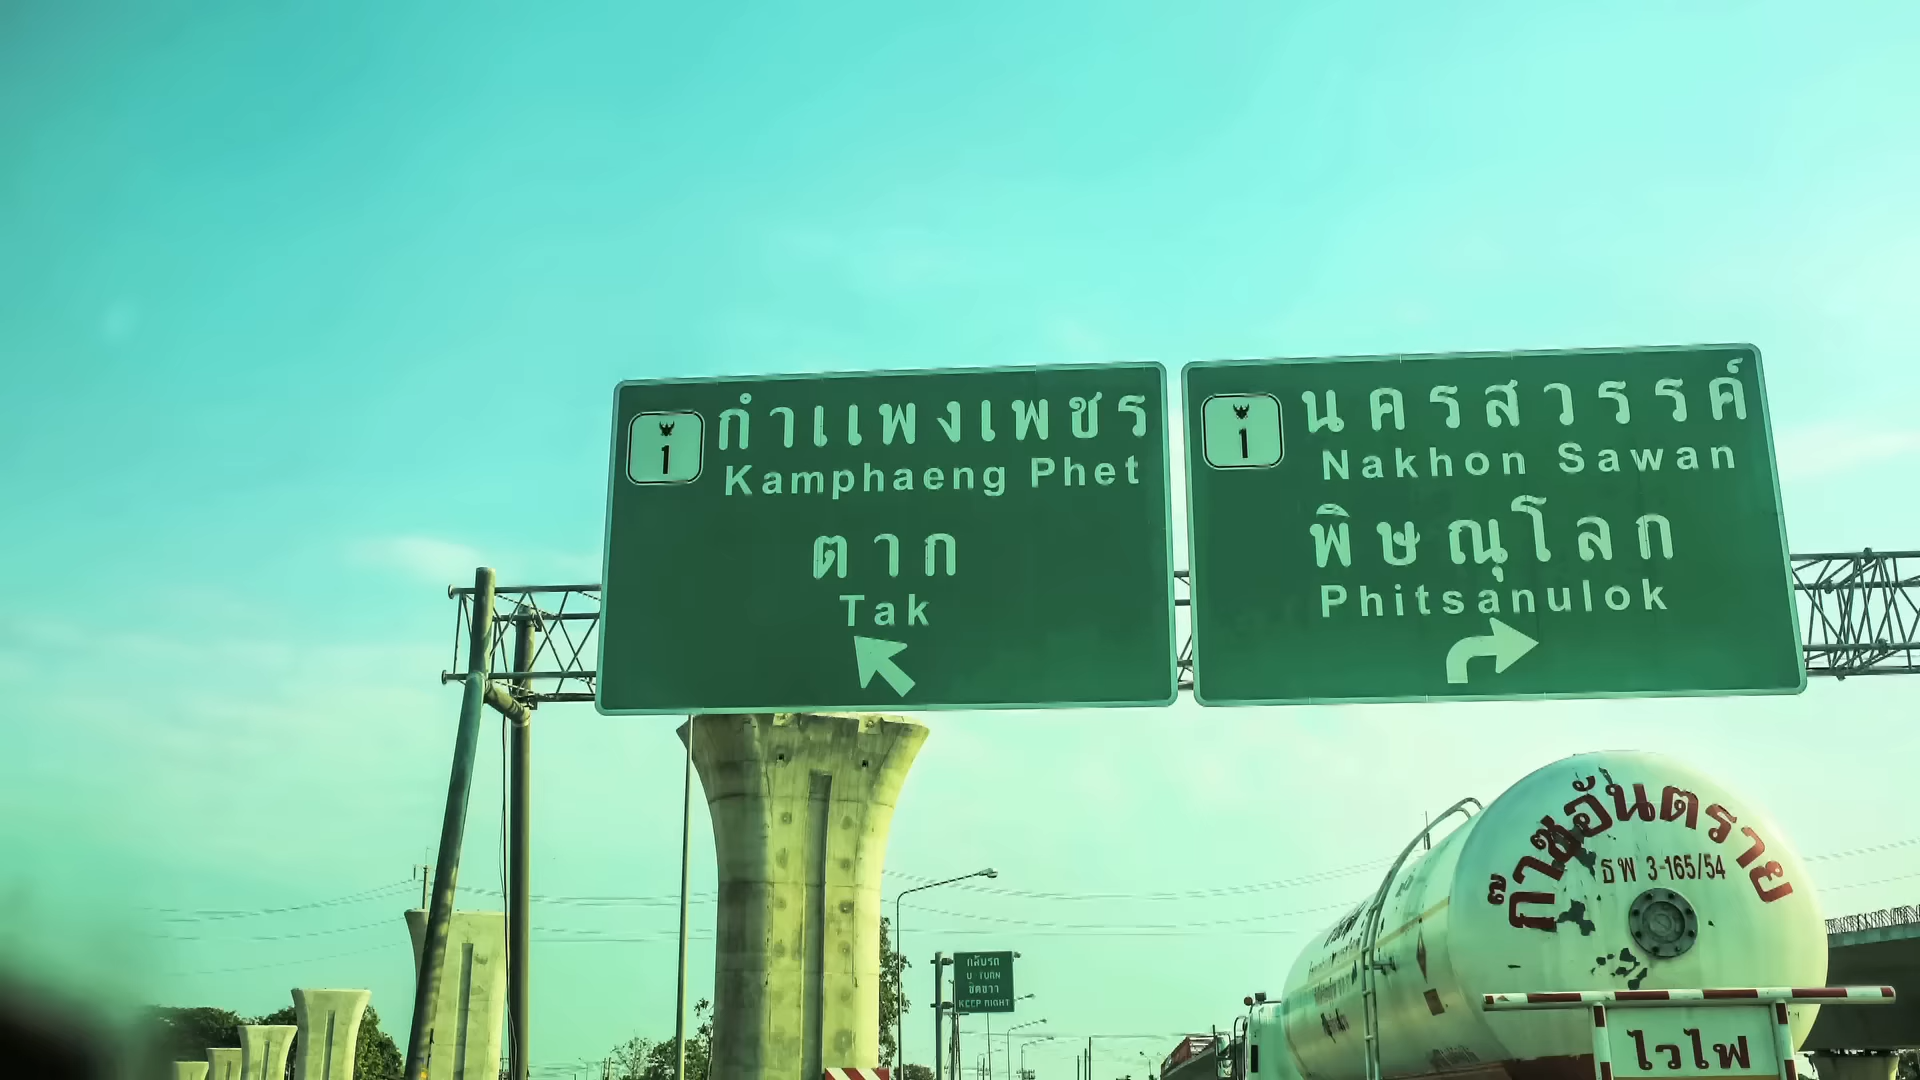 1
กำแพงเพชร
Kamphaeng Phet
ตาก
Tak
1
นครสวรรค์
Nakhon Sawan
พิษณุโลก
Phitsanulok
กลับรถ
U TURN
ชิดขวา
KEEP RIGHT
ก๊าซอันตราย
ธพ 3-165/54
ไวไฟ